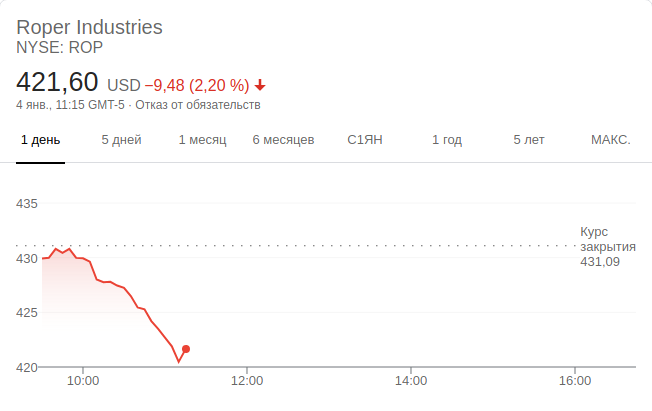 Roper Industries
NYSE: ROP
421,60 USD −9,48 (2,20 %)
4 янв., 11:15 GMT-5 · Отказ от обязательств
1 день 5 дней 1 месяц 6 месяцев С1ЯН 1 год 5 лет МАКС.
435
Курс
закрытия
431,09
430
425
420
10:00 12:00 14:00 16:00